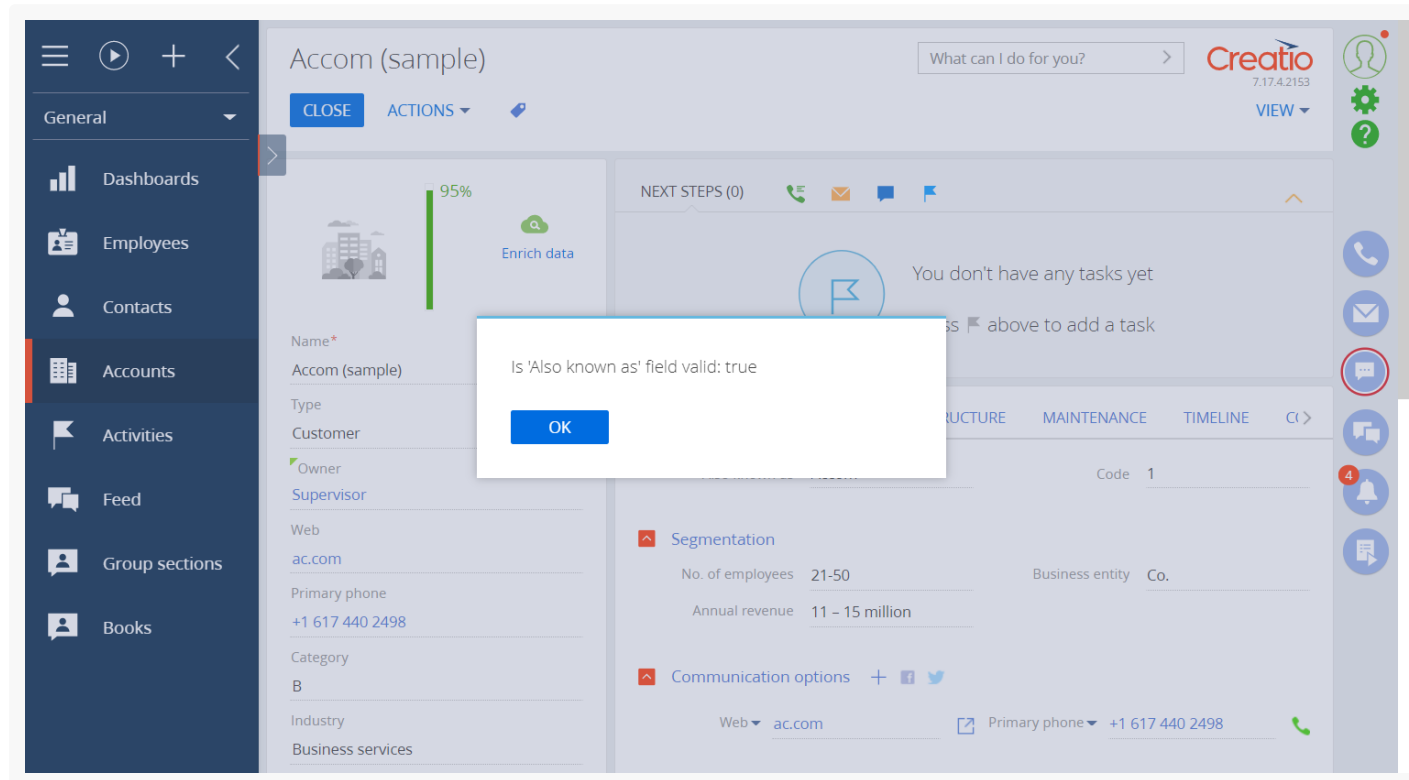 Accom (sample)
What can I do for you?
Creatio
7.17.4.2153
CLOSE
ACTIONS
VIEW
General
Dashboards
Employees
Contacts
Accounts
Activities
Feed
Group sections
Books
95%
Enrich data
Name*
Accom (sample)
Type
Customer
Owner
Supervisor
Web
ac.com
Primary phone
+1 617 440 2498
Category
B
Industry
Business services
NEXT STEPS (0)
You don't have any tasks yet
above to add a task
Is 'Also known as' field valid: true
OK
MAINTENANCE
TIMELINE
Code 1
Segmentation
No. of employees 21-50
Business entity Co.
Annual revenue 11 – 15 million
Communication options
Web ac.com
Primary phone +1 617 440 2498
4